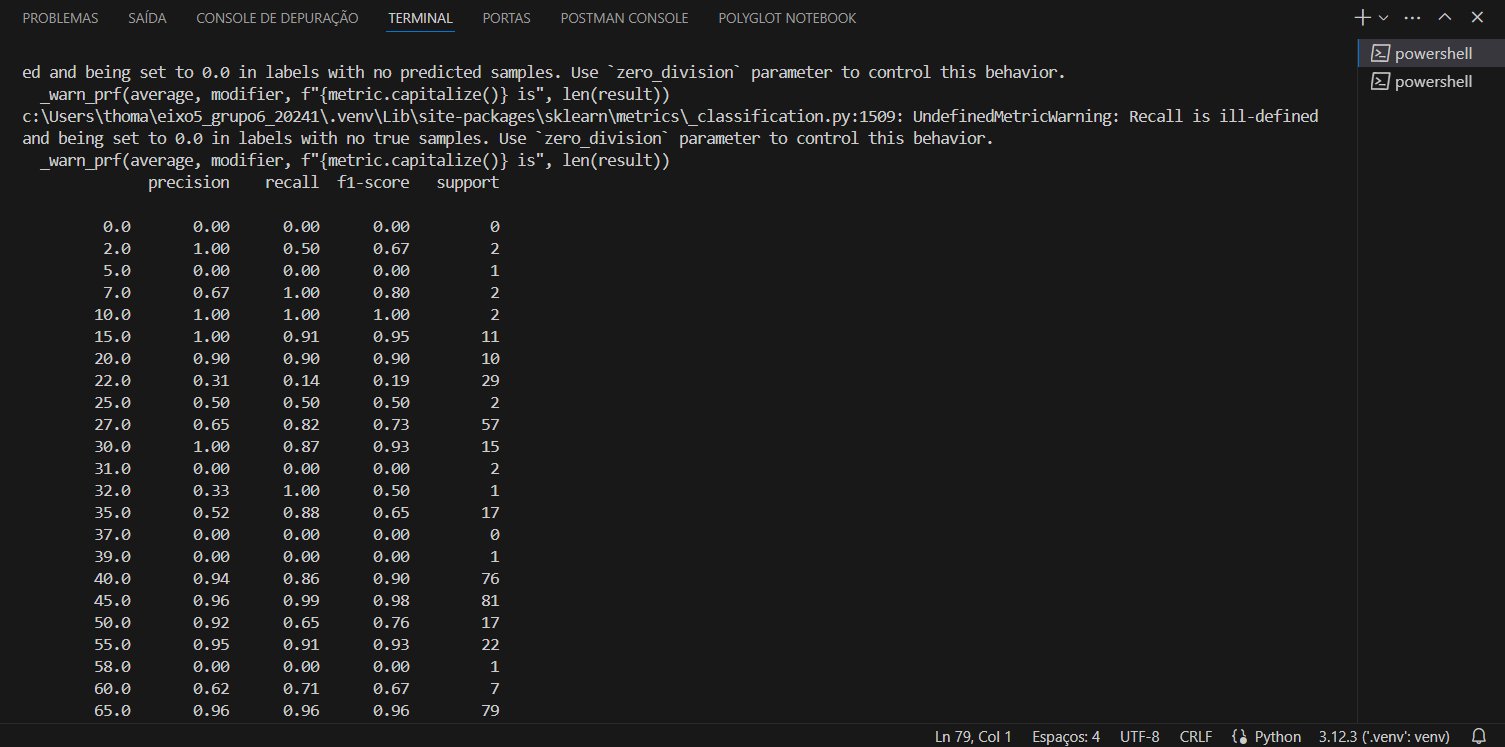 PROBLEMAS SAÍDA CONSOLE DE DEPURAÇÃO TERMINAL PORTAS POSTMAN CONSOLE POLYGLOT NOTEBOOK
powershell
powershell
ed and being set to 0.0 in labels with no predicted samples. Use `zero_division` parameter to control this behavior.
  _warn_prf(average, modifier, f"{metric.capitalize()} is", len(result))
c:\Users\thoma\eixo5_grupo6_20241\.venv\Lib\site-packages\sklearn\metrics\_classification.py:1509: UndefinedMetricWarning: Recall is ill-defined
and being set to 0.0 in labels with no true samples. Use `zero_division` parameter to control this behavior.
  _warn_prf(average, modifier, f"{metric.capitalize()} is", len(result))
              precision    recall  f1-score   support

         0.0       0.00      0.00      0.00         0
         2.0       1.00      0.50      0.67         2
         5.0       0.00      0.00      0.00         1
         7.0       0.67      1.00      0.80         2
        10.0       1.00      1.00      1.00         2
        15.0       1.00      0.91      0.95        11
        20.0       0.90      0.90      0.90        10
        22.0       0.31      0.14      0.19        29
        25.0       0.50      0.50      0.50         2
        27.0       0.65      0.82      0.73        57
        30.0       1.00      0.87      0.93        15
        31.0       0.00      0.00      0.00         2
        32.0       0.33      1.00      0.50         1
        35.0       0.52      0.88      0.65        17
        37.0       0.00      0.00      0.00         0
        39.0       0.00      0.00      0.00         1
        40.0       0.94      0.86      0.90        76
        45.0       0.96      0.99      0.98        81
        50.0       0.92      0.65      0.76        17
        55.0       0.95      0.91      0.93        22
        58.0       0.00      0.00      0.00         1
        60.0       0.62      0.71      0.67         7
        65.0       0.96      0.96      0.96        79
Ln 79, Col 1 Espaços: 4 UTF-8 CRLF Python 3.12.3 ('.venv': venv)